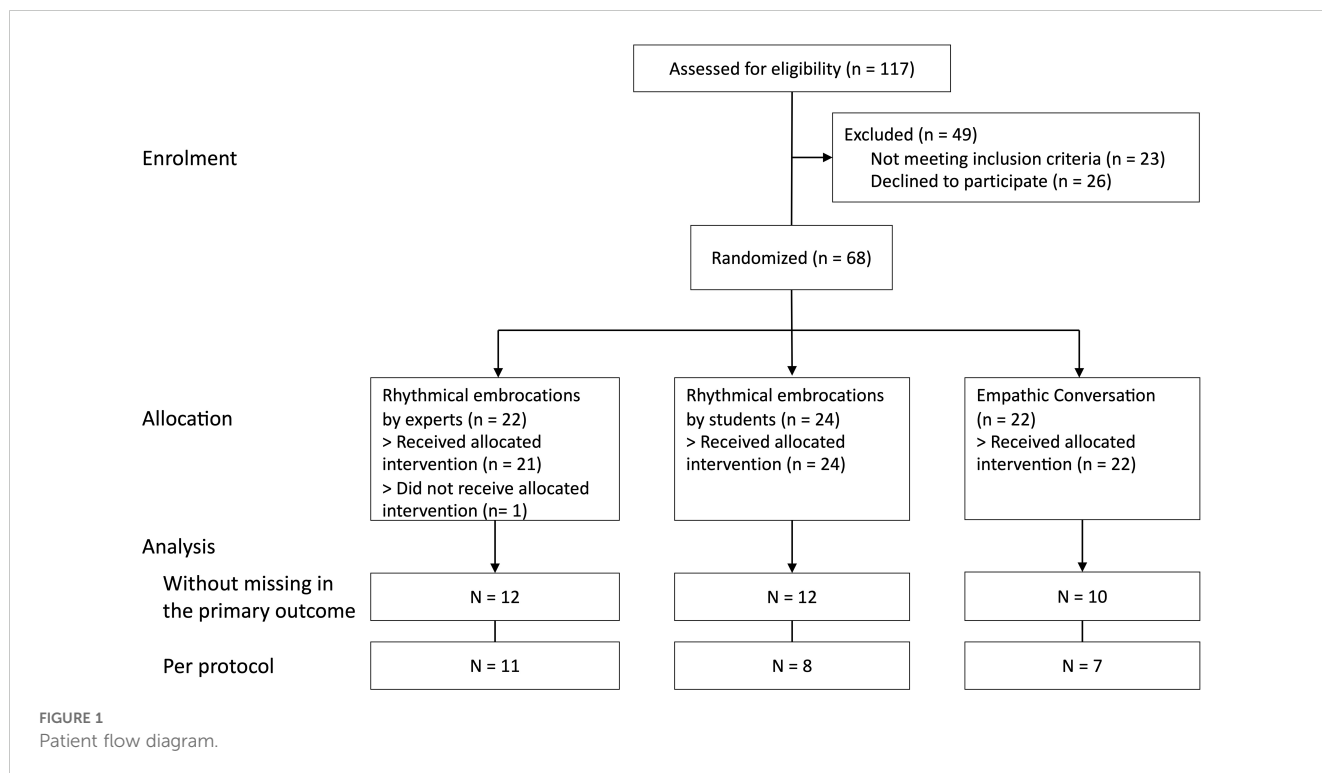 Assessed for eligibility (n = 117)
Enrolment
Excluded (n = 49)
Not meeting inclusion criteria (n = 23)
Declined to participate (n = 26)
Randomized (n = 68)
Allocation
Rhythmical embrocations
by experts (n = 22)
> Received allocated
intervention (n = 21)
> Did not receive allocated
intervention (n= 1)
Rhythmical embrocations
by students (n = 24)
> Received allocated
intervention (n = 24)
Empathic Conversation
(n = 22)
> Received allocated
intervention (n = 22)
Analysis
Without missing in
the primary outcome
N = 12
N = 12
N = 10
Per protocol
N = 11
N = 8
N = 7
FIGURE 1
Patient flow diagram.